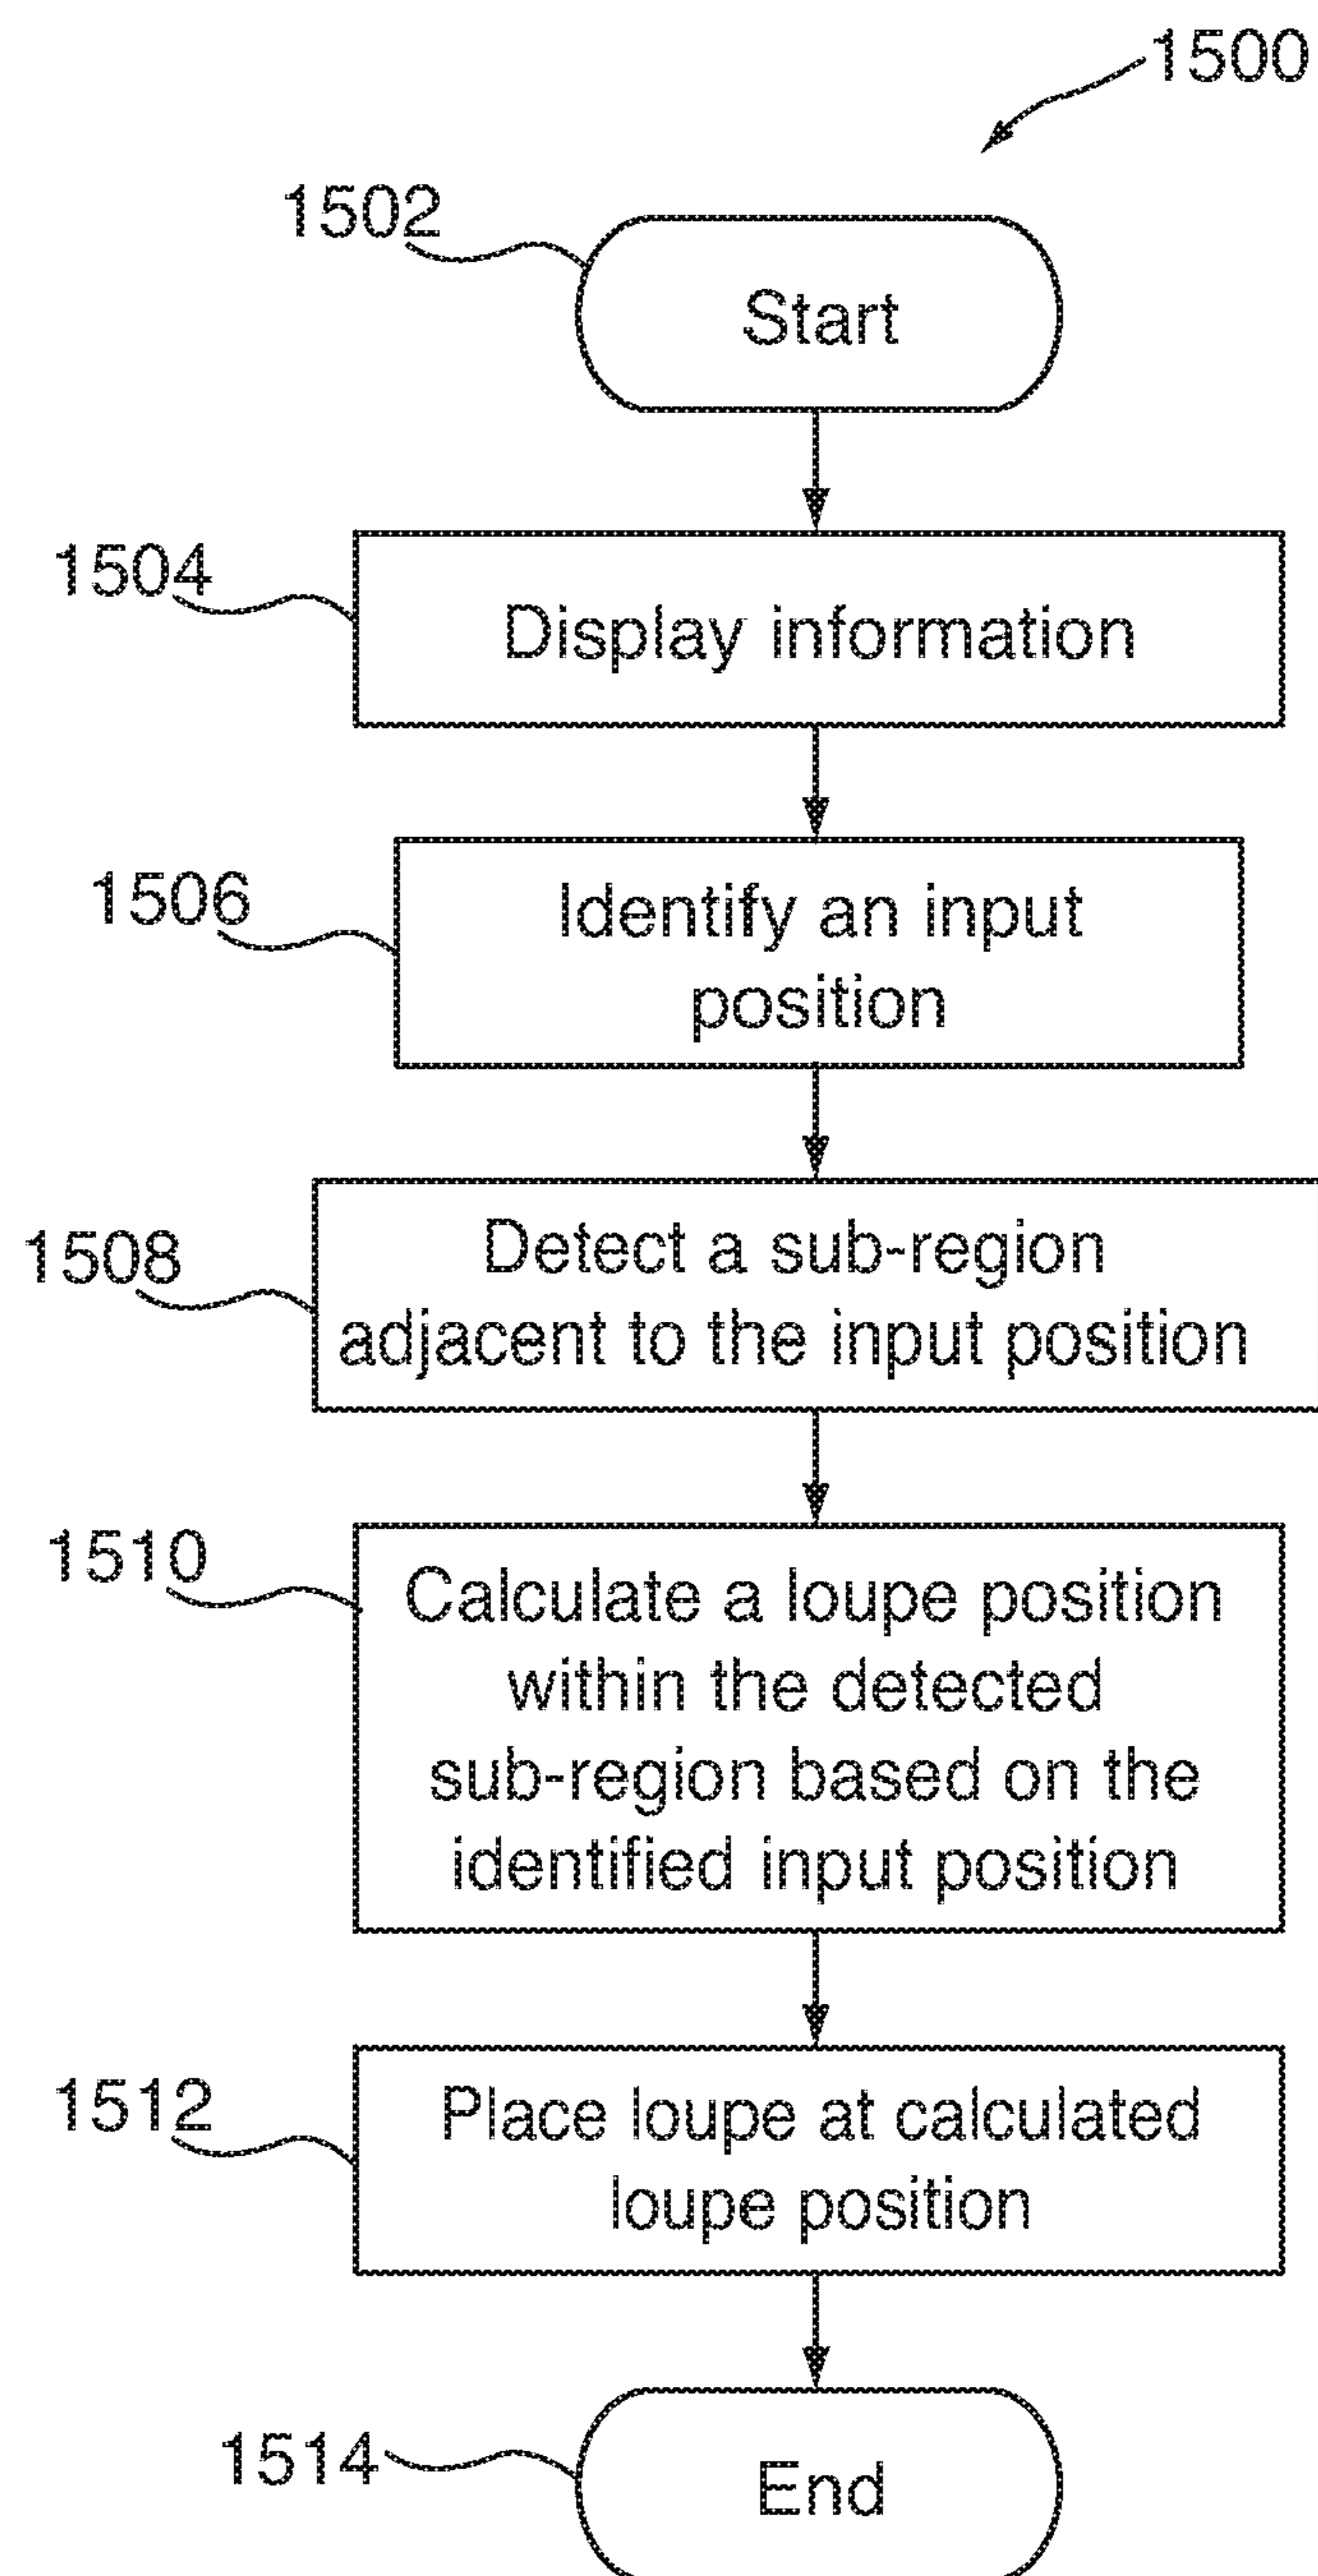 1500
1502
Start
1504
Display information
1506
Identify an input
position
1508
Detect a sub-region
adjacent to the input position
1510
Calculate a loupe position
within the detected
sub-region based on the
identified input position
1512
Place loupe at calculated
loupe position
1514
End